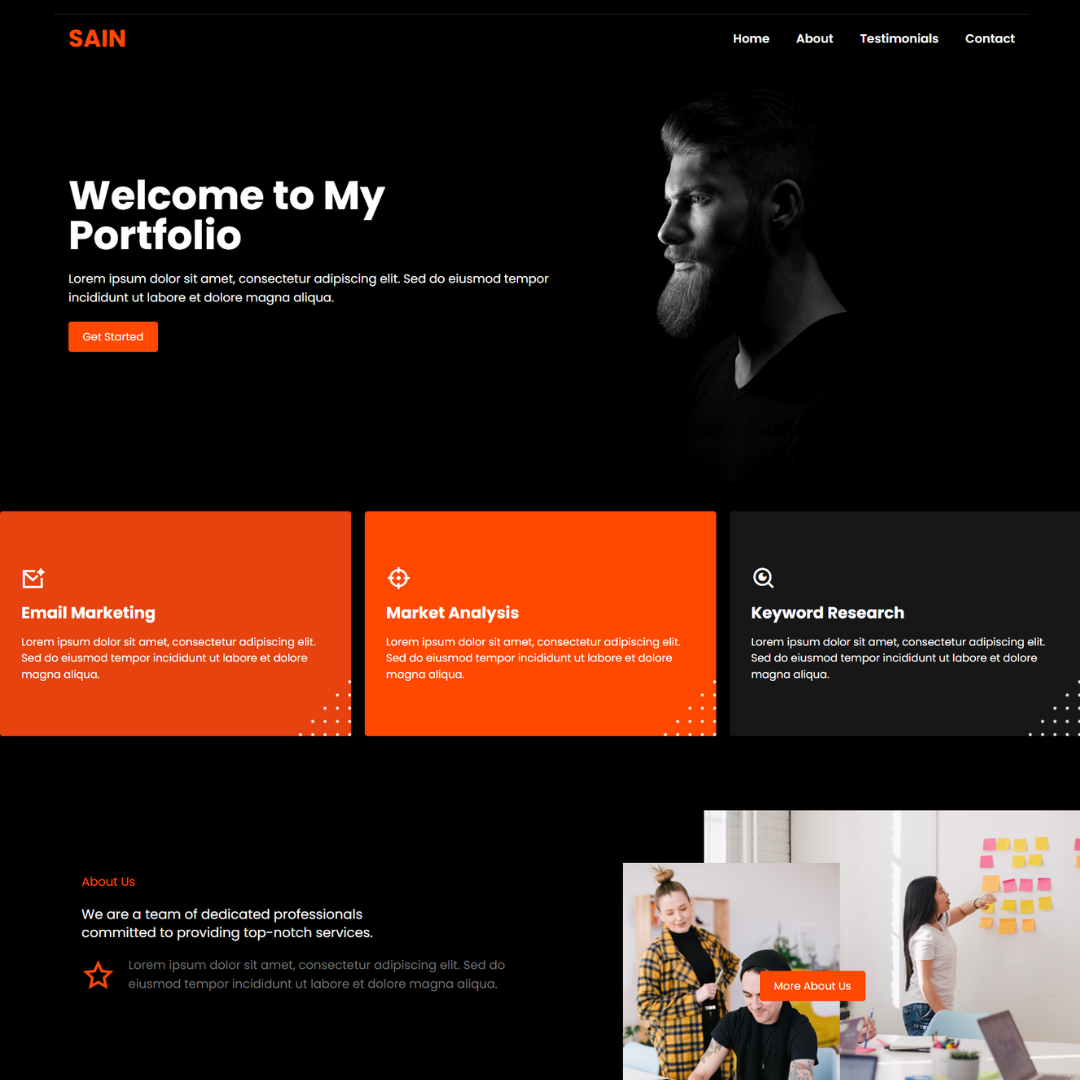 SAIN
Home About Testimonials Contact
Welcome to My
Portfolio
Lorem ipsum dolor sit amet, consectetur adipiscing elit. Sed do eiusmod tempor
incididunt ut labore et dolore magna aliqua.
Get Started
Email Marketing
Lorem ipsum dolor sit amet, consectetur adipiscing elit.
Sed do eiusmod tempor incididunt ut labore et dolore
magna aliqua.
Market Analysis
Lorem ipsum dolor sit amet, consectetur adipiscing elit.
Sed do eiusmod tempor incididunt ut labore et dolore
magna aliqua.
Keyword Research
Lorem ipsum dolor sit amet, consectetur adipiscing elit.
Sed do eiusmod tempor incididunt ut labore et dolore
magna aliqua.
About Us
We are a team of dedicated professionals
committed to providing top-notch services.
Lorem ipsum dolor sit amet, consectetur adipiscing elit. Sed do
eiusmod tempor incididunt ut labore et dolore magna aliqua.
More About Us